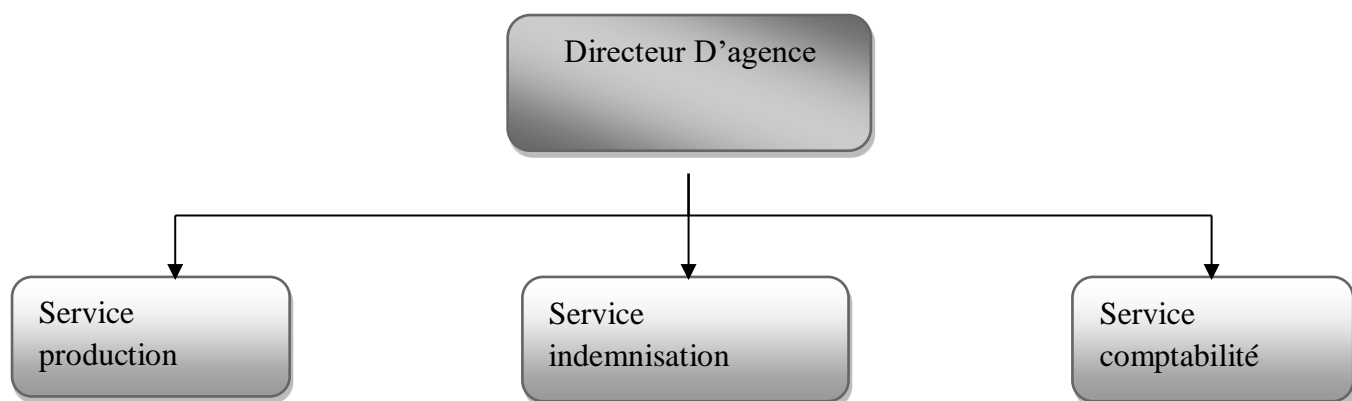 Directeur D’agence
Service
production
Service
indemnisation
Service
comptabilité